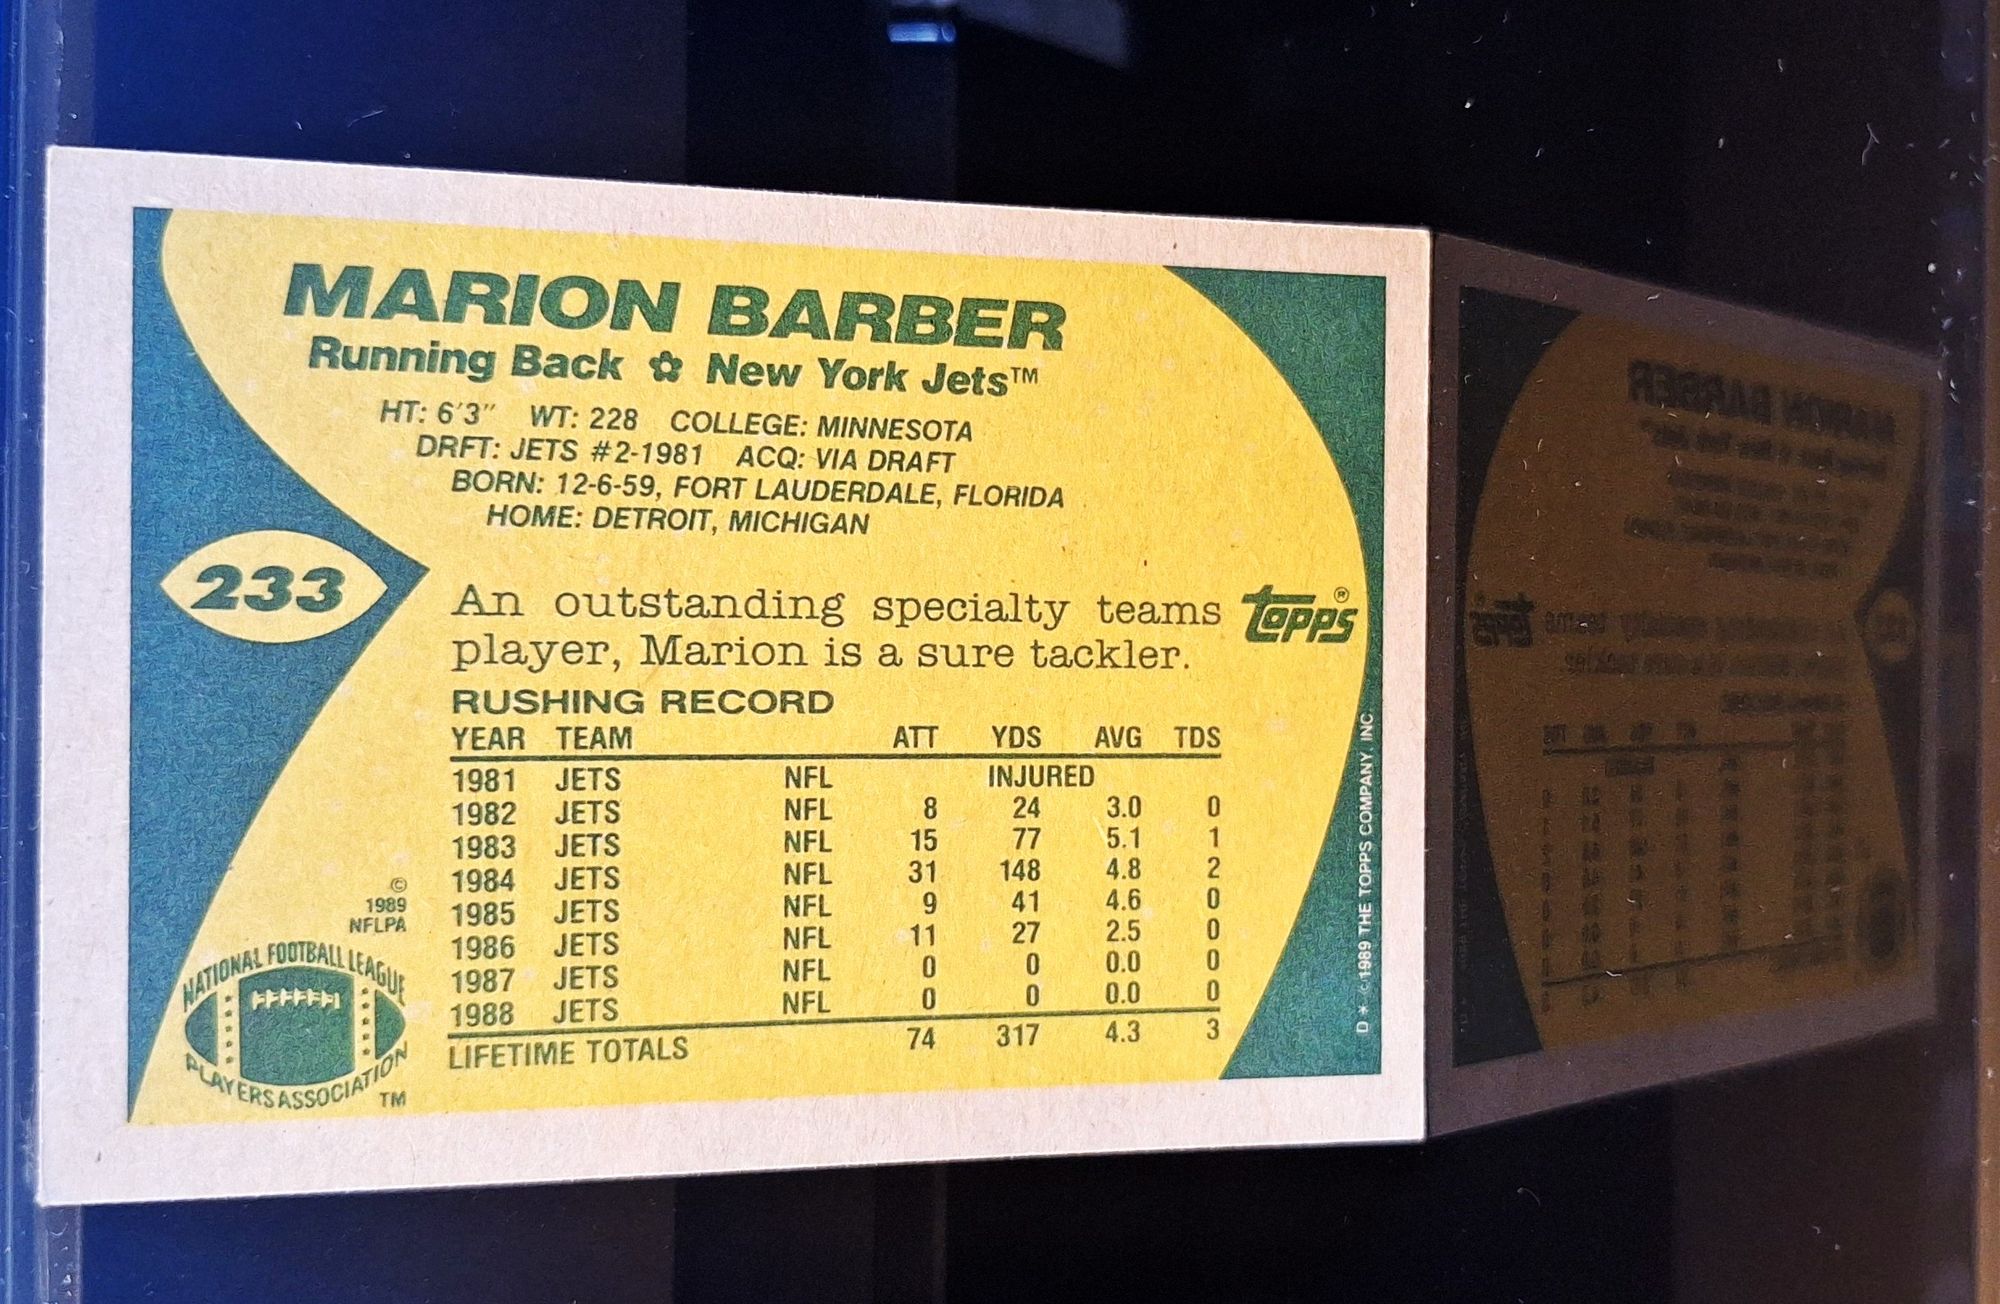 MARION BARBER
Running Back ✿ New York Jets™
HT: 6'3" WT: 228 COLLEGE: MINNESOTA
DRFT: JETS #2-1981 ACQ: VIA DRAFT
BORN: 12-6-59, FORT LAUDERDALE, FLORIDA
HOME: DETROIT, MICHIGAN
233
An outstanding specialty teams
player, Marion is a sure tackler.
topps®
RUSHING RECORD
YEAR TEAM ATT YDS AVG TDS
1981 JETS NFL INJURED
1982 JETS NFL 8 24 3.0 0
1983 JETS NFL 15 77 5.1 1
1984 JETS NFL 31 148 4.8 2
1985 JETS NFL 9 41 4.6 0
1986 JETS NFL 11 27 2.5 0
1987 JETS NFL 0 0 0.0 0
1988 JETS NFL 0 0 0.0 0
LIFETIME TOTALS 74 317 4.3 3
©
1989
NFLPA
NATIONAL FOOTBALL LEAGUE
PLAYERS ASSOCIATION
TM
D * © 1989 THE TOPPS COMPANY, INC.